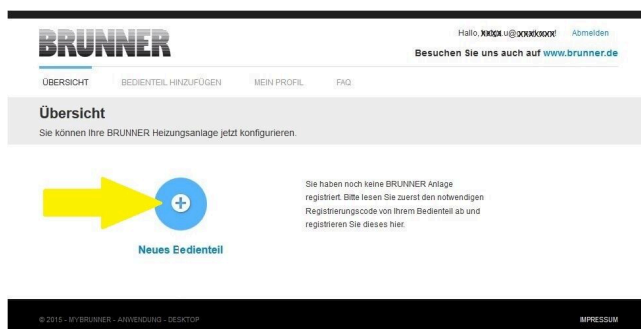 BRUNNER
Hallo, Abmelden
Besuchen Sie uns auch auf www.brunner.de
ÜBERSICHT BEDIENTEIL HINZUFÜGEN MEIN PROFIL FAQ
Übersicht
Sie können Ihre BRUNNER Heizungsanlage jetzt konfigurieren.
Sie haben noch keine BRUNNER Anlage
registriert. Bitte lesen Sie zuerst den notwendigen
Registrierungscode von Ihrem Bedienteil ab und
registrieren Sie dieses hier.
Neues Bedienteil
© 2015 - MYBRUNNER - ANWENDUNG - DESKTOP
IMPRESSUM